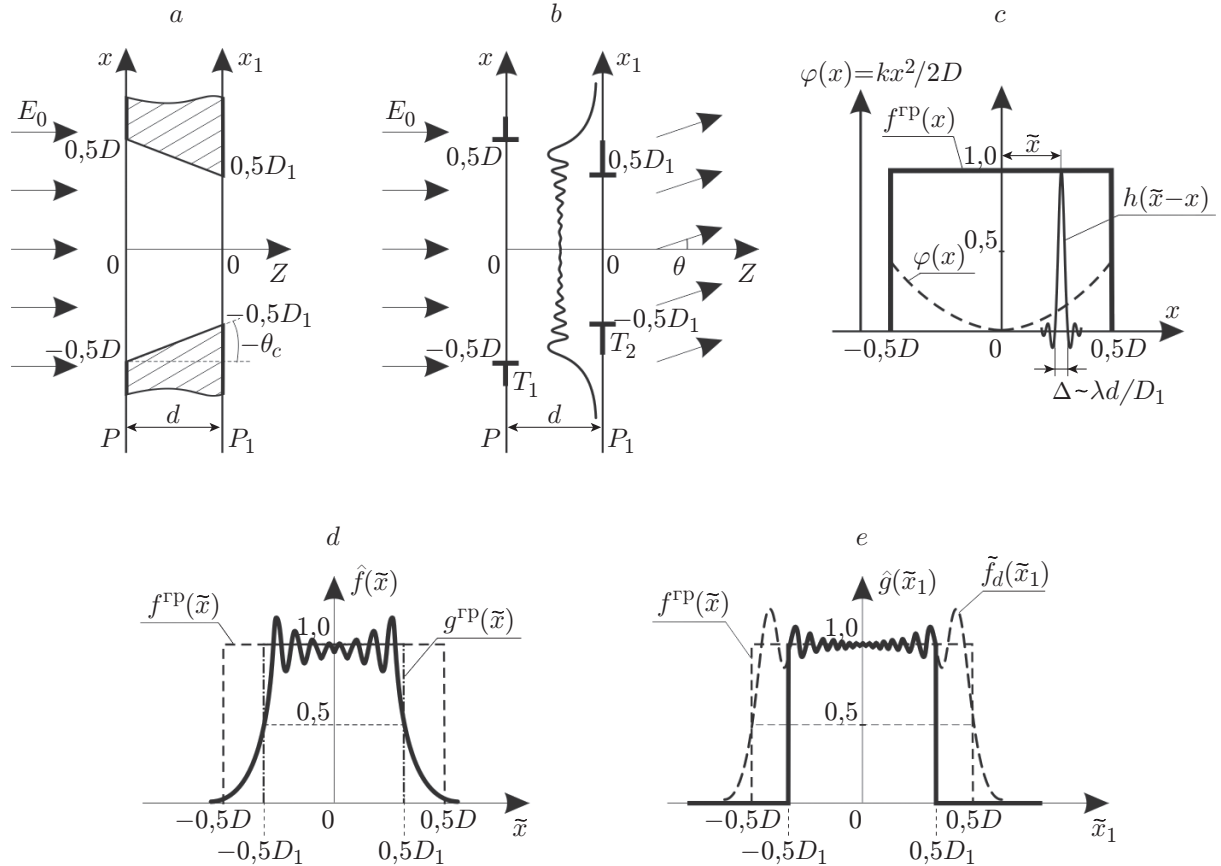 a
x
x₁
E₀
0,5D
0,5D₁
0
0
Z
−0,5D₁
−0,5D
−θ_c
d
P
P₁
b
x
x₁
E₀
0,5D
0,5D₁
0
0
θ
Z
−0,5D₁
−0,5D
T₂
T₁
d
P
P₁
c
φ(x)=kx²/2D
f^гр(x)
x̃
1,0
h(x̃−x)
0,5
φ(x)
x
−0,5D
0
0,5D
Δ~λd/D₁
d
f̂(x̃)
f^гр(x̃)
g^гр(x̃)
1,0
0,5
−0,5D
0
0,5D
x̃
−0,5D₁
0,5D₁
e
ĝ(x̃₁)
f̃_d(x̃₁)
f^гр(x̃)
1,0
0,5
−0,5D
0
0,5D
x̃₁
−0,5D₁
0,5D₁